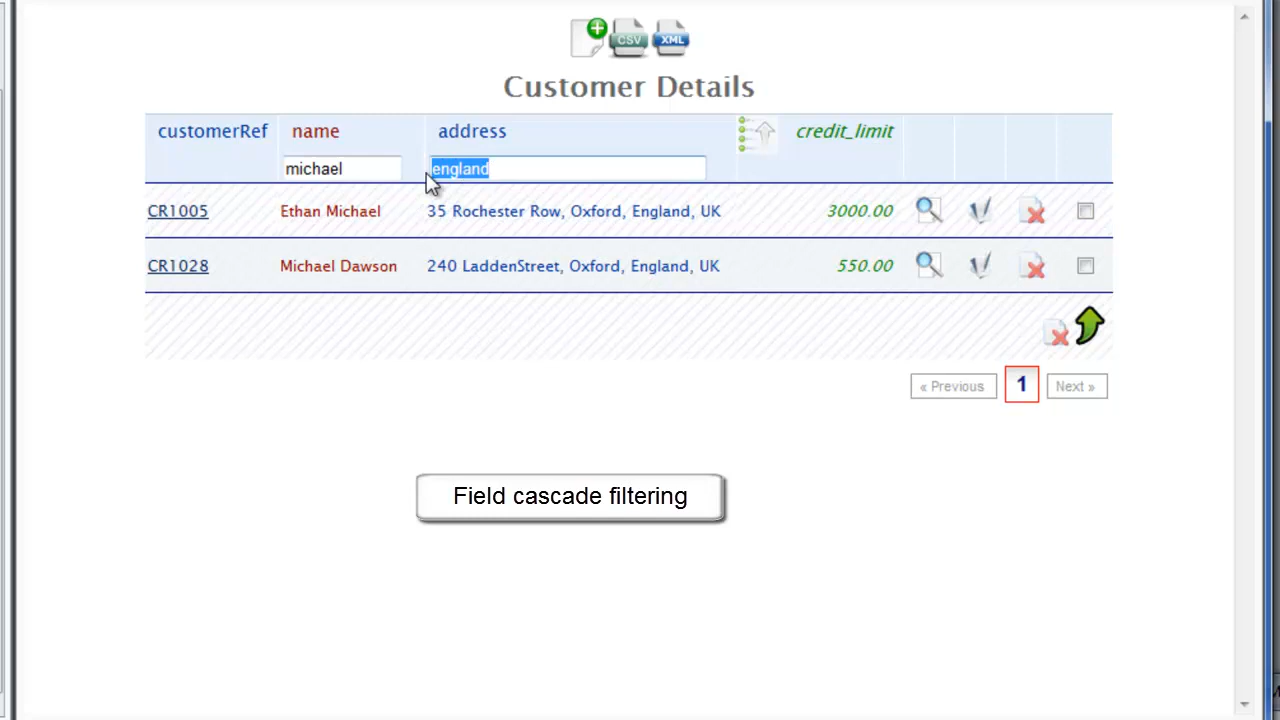 CSV XML
Customer Details
customerRef name address credit_limit
michael england
CR1005 Ethan Michael 35 Rochester Row, Oxford, England, UK 3000.00
CR1028 Michael Dawson 240 LaddenStreet, Oxford, England, UK 550.00
« Previous 1 Next »
Field cascade filtering